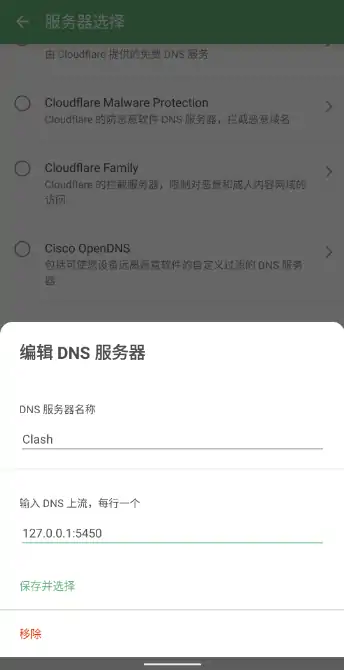 服务器选择
由 Cloudflare 提供的免费 DNS 服务
Cloudflare Malware Protection
Cloudflare 的防恶意软件 DNS 服务器，拦截恶意域名
Cloudflare Family
Cloudflare 的拦截服务器，限制对恶意和成人内容网域的
访问
Cisco OpenDNS
包括可使您设备远离恶意软件的自定义过滤的 DNS 服务
器
编辑 DNS 服务器
DNS 服务器名称
Clash
输入 DNS 上流，每行一个
127.0.0.1:5450
保存并选择
移除